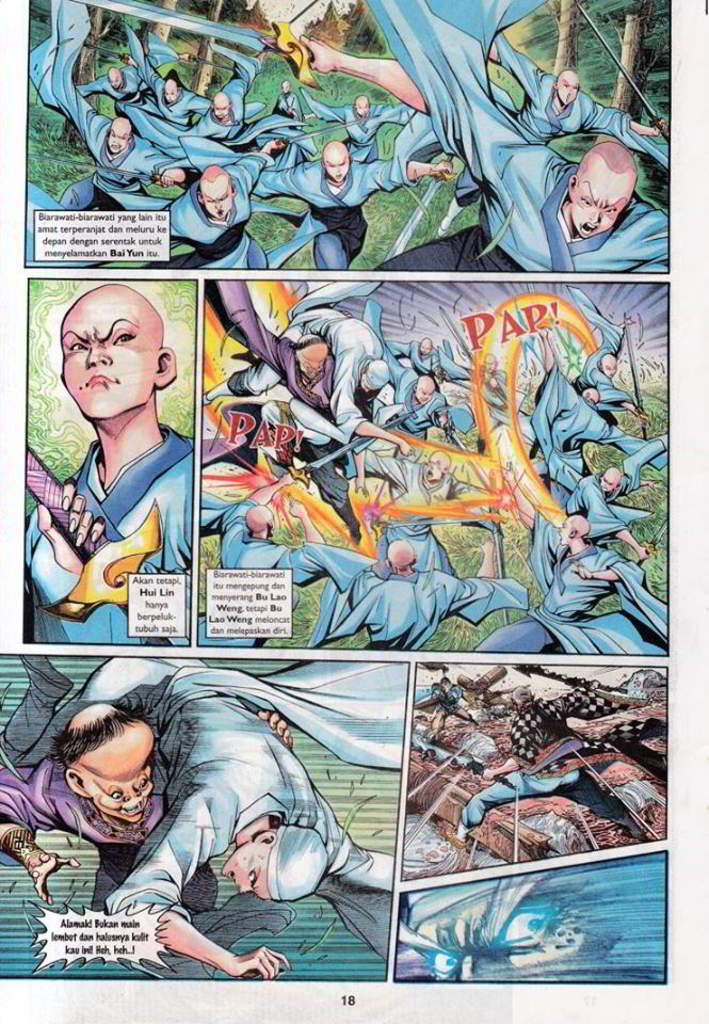 Biarawati-biarawati yang lain itu
amat terperanjat dan meluru ke
depan dengan serentak untuk
menyelamatkan Bai Yun itu.
Akan tetapi,
Hui Lin
hanya
berpeluk-
tubuh saja.
PAP!
PAP!
Biarawati-biarawati
itu mengepung dan
menyerang Bu Lao
Weng, tetapi Bu
Lao Weng meloncat
dan melepaskan diri.
Alamak! Bukan main
lembut dan halusnya kulit
kau ini! Heh, heh..!
18